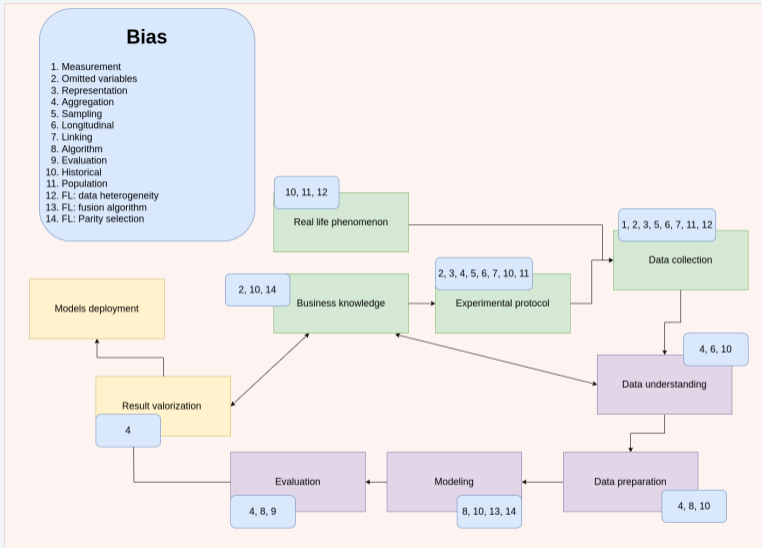 Bias
1. Measurement
2. Omitted variables
3. Representation
4. Aggregation
5. Sampling
6. Longitudinal
7. Linking
8. Algorithm
9. Evaluation
10. Historical
11. Population
12. FL: data heterogeneity
13. FL: fusion algorithm
14. FL: Parity selection
10, 11, 12
Real life phenomenon
1, 2, 3, 5, 6, 7, 11, 12
Data collection
2, 10, 14
Business knowledge
2, 3, 4, 5, 6, 7, 10, 11
Experimental protocol
Models deployment
4, 6, 10
Data understanding
Result valorization
4
Evaluation
4, 8, 9
Modeling
8, 10, 13, 14
Data preparation
4, 8, 10